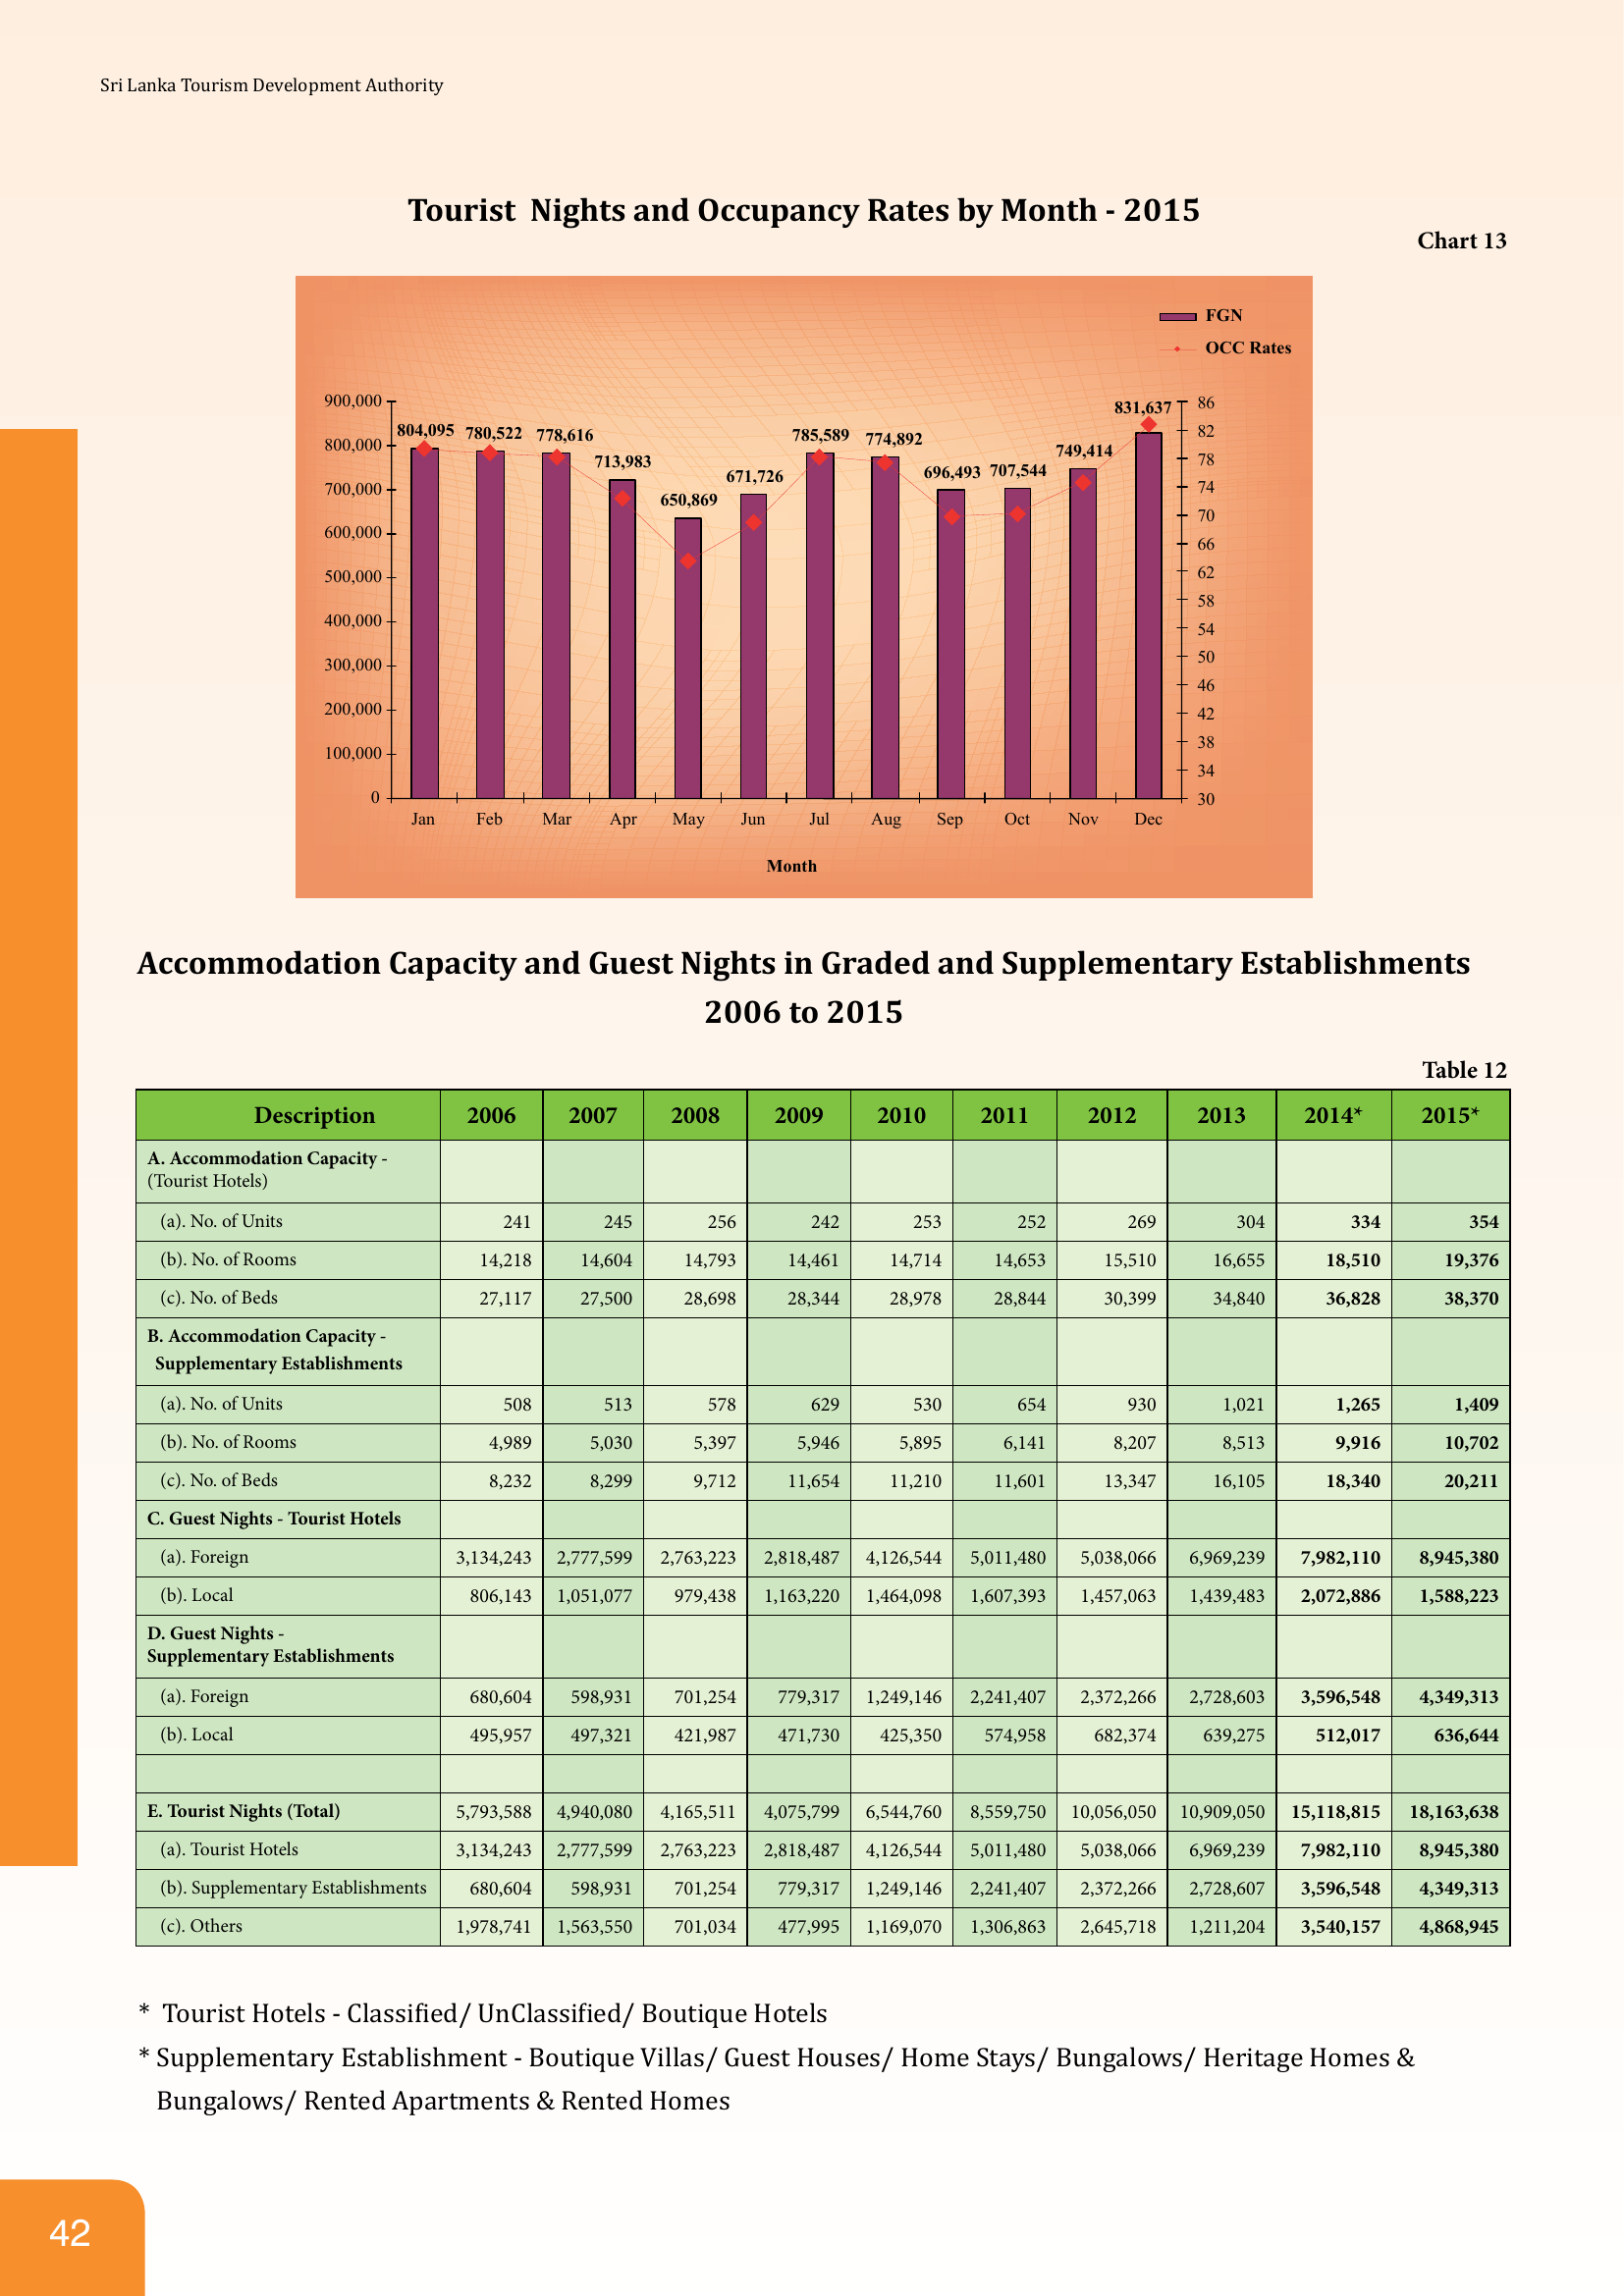 Sri Lanka Tourism Development Authority
Tourist Nights and Occupancy Rates by Month - 2015
Chart 13
FGN
OCC Rates
900,000
800,000
700,000
600,000
500,000
400,000
300,000
200,000
100,000
0
804,095 780,522 778,616 713,983 650,869 671,726 785,589 774,892 696,493 707,544 749,414 831,637
86
82
78
74
70
66
62
58
54
50
46
42
38
34
30
Jan Feb Mar Apr May Jun Jul Aug Sep Oct Nov Dec
Month
Accommodation Capacity and Guest Nights in Graded and Supplementary Establishments
2006 to 2015
Table 12
Description 2006 2007 2008 2009 2010 2011 2012 2013 2014* 2015*
A. Accommodation Capacity -
(Tourist Hotels)
(a). No. of Units 241 245 256 242 253 252 269 304 334 354
(b). No. of Rooms 14,218 14,604 14,793 14,461 14,714 14,653 15,510 16,655 18,510 19,376
(c). No. of Beds 27,117 27,500 28,698 28,344 28,978 28,844 30,399 34,840 36,828 38,370
B. Accommodation Capacity -
Supplementary Establishments
(a). No. of Units 508 513 578 629 530 654 930 1,021 1,265 1,409
(b). No. of Rooms 4,989 5,030 5,397 5,946 5,895 6,141 8,207 8,513 9,916 10,702
(c). No. of Beds 8,232 8,299 9,712 11,654 11,210 11,601 13,347 16,105 18,340 20,211
C. Guest Nights - Tourist Hotels
(a). Foreign 3,134,243 2,777,599 2,763,223 2,818,487 4,126,544 5,011,480 5,038,066 6,969,239 7,982,110 8,945,380
(b). Local 806,143 1,051,077 979,438 1,163,220 1,464,098 1,607,393 1,457,063 1,439,483 2,072,886 1,588,223
D. Guest Nights -
Supplementary Establishments
(a). Foreign 680,604 598,931 701,254 779,317 1,249,146 2,241,407 2,372,266 2,728,603 3,596,548 4,349,313
(b). Local 495,957 497,321 421,987 471,730 425,350 574,958 682,374 639,275 512,017 636,644
E. Tourist Nights (Total) 5,793,588 4,940,080 4,165,511 4,075,799 6,544,760 8,559,750 10,056,050 10,909,050 15,118,815 18,163,638
(a). Tourist Hotels 3,134,243 2,777,599 2,763,223 2,818,487 4,126,544 5,011,480 5,038,066 6,969,239 7,982,110 8,945,380
(b). Supplementary Establishments 680,604 598,931 701,254 779,317 1,249,146 2,241,407 2,372,266 2,728,607 3,596,548 4,349,313
(c). Others 1,978,741 1,563,550 701,034 477,995 1,169,070 1,306,863 2,645,718 1,211,204 3,540,157 4,868,945
* Tourist Hotels - Classified/ UnClassified/ Boutique Hotels
* Supplementary Establishment - Boutique Villas/ Guest Houses/ Home Stays/ Bungalows/ Heritage Homes &
Bungalows/ Rented Apartments & Rented Homes
42